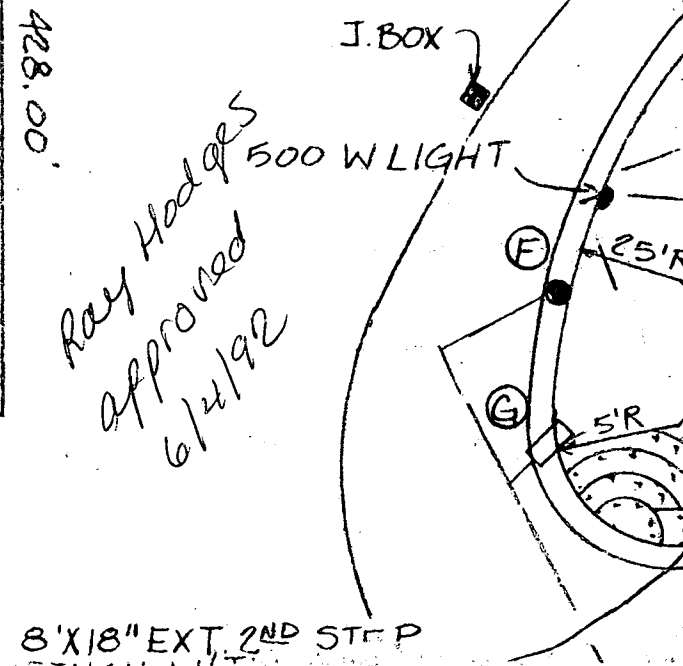 428.00'
J.BOX
500 W LIGHT
Ray Hodges
approved
6/4/92
F
25'R
G
5'R
8'X18" EXT. 2ND STEP